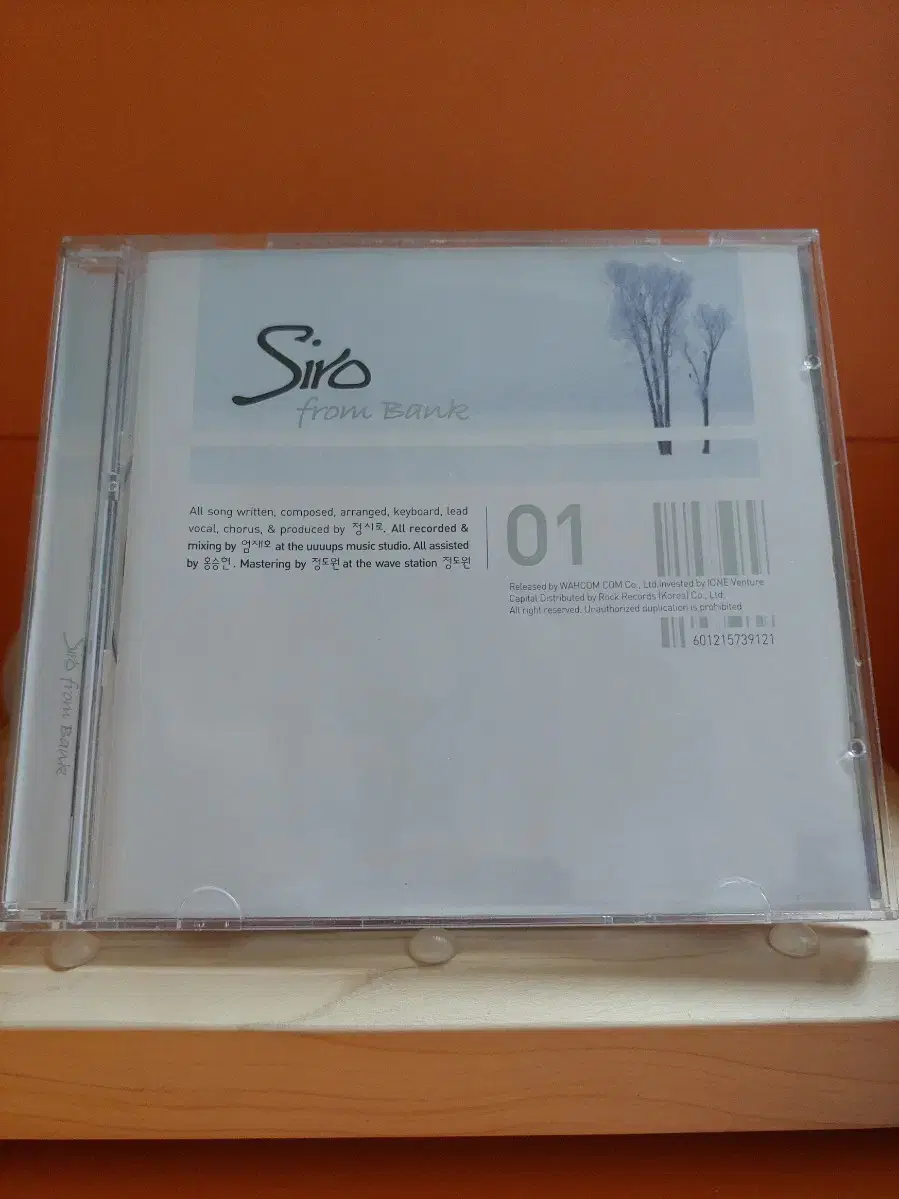 Siro
from Bank
All song written, composed, arranged, keyboard, lead
vocal, chorus, & produced by 정시로. All recorded &
mixing by 엄재호 at the uuuups music studio. All assisted
by 홍승현. Mastering by 정도원 at the wave station 정도원
01
Released by WAHCOM COM Co., Ltd.invested by IONE Venture
Capital Distributed by Rock Records (Korea) Co., Ltd,
All right reserved. Unauthorized duplication is prohibited
601215739121
Siro from Bank